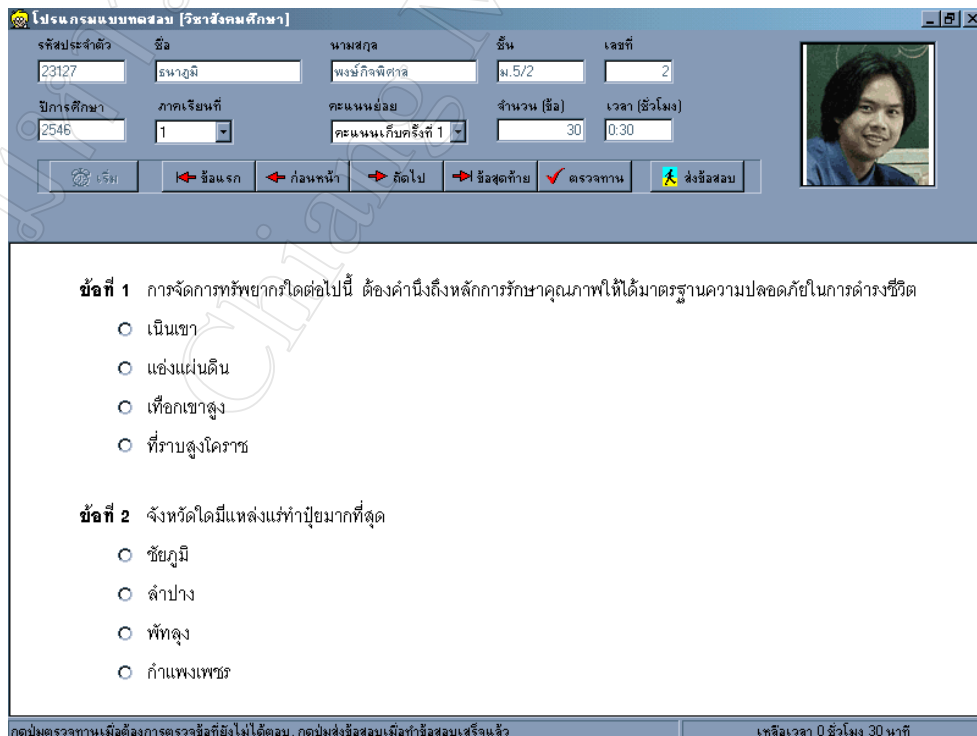 โปรแกรมแบบทดสอบ [วิชาสังคมศึกษา]
รหัสประจำตัว ชื่อ นามสกุล ชั้น เลขที่
23127 ธนาภูมิ พงษ์กิจพิศาล ม.5/2 2
ปีการศึกษา ภาคเรียนที่ คะแนนย่อย จำนวน (ข้อ) เวลา (ชั่วโมง)
2546 1 คะแนนเก็บครั้งที่ 1 30 0:30
เริ่ม ข้อแรก ก่อนหน้า ถัดไป ข้อสุดท้าย ตรวจทาน ส่งข้อสอบ
ข้อที่ 1 การจัดการทรัพยากรใดต่อไปนี้ ต้องคำนึงถึงหลักการรักษาคุณภาพให้ได้มาตรฐานความปลอดภัยในการดำรงชีวิต
เนินเขา
แอ่งแผ่นดิน
เทือกเขาสูง
ที่ราบสูงโคราช
ข้อที่ 2 จังหวัดใดมีแหล่งแร่ทำปุ๋ยมากที่สุด
ชัยภูมิ
ลำปาง
พัทลุง
กำแพงเพชร
กดปุ่มตรวจทานเมื่อต้องการตรวจข้อที่ยังไม่ได้ตอบ, กดปุ่มส่งข้อสอบเมื่อทำข้อสอบเสร็จแล้ว เหลือเวลา 0 ชั่วโมง 30 นาที
Chiang M